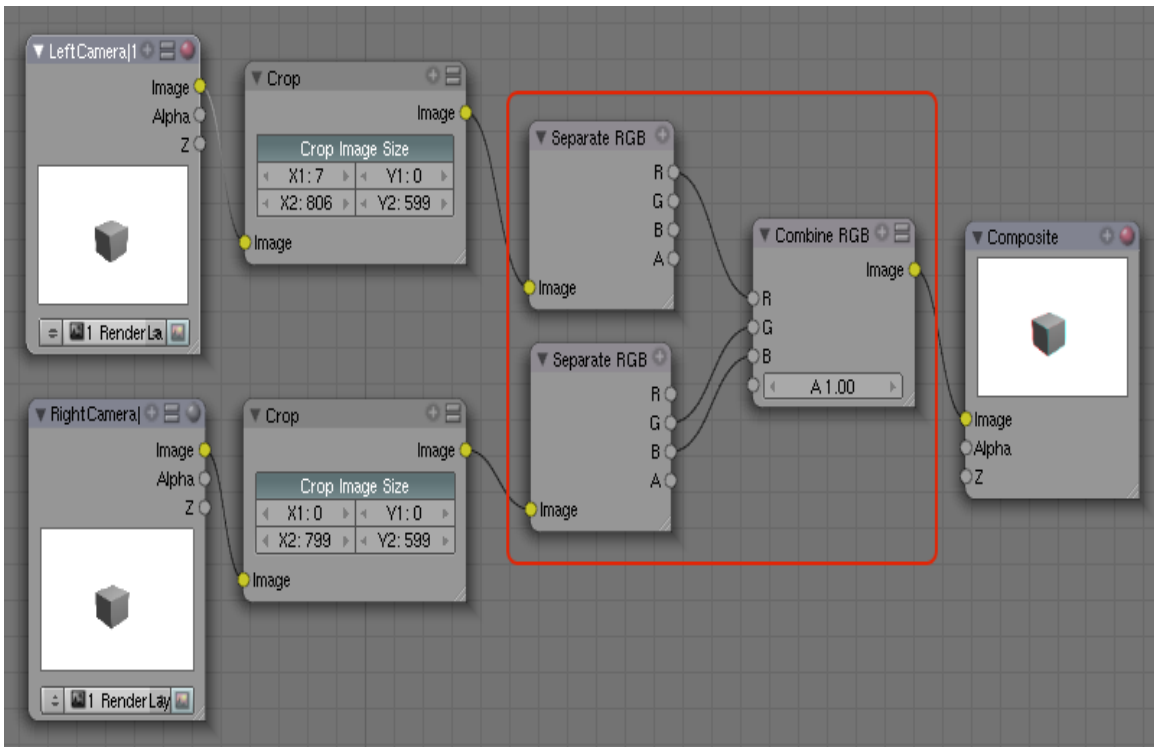 LeftCamera|1
Image
Alpha
Z
1 RenderLa
Crop
Image
Crop Image Size
X1: 7 Y1: 0
X2: 806 Y2: 599
Image
Separate RGB
R
G
B
A
Image
Combine RGB
Image
R
G
B
A 1.00
Composite
Image
Alpha
Z
RightCamera|
Image
Alpha
Z
1 RenderLay
Crop
Image
Crop Image Size
X1: 0 Y1: 0
X2: 799 Y2: 599
Image
Separate RGB
R
G
B
A
Image